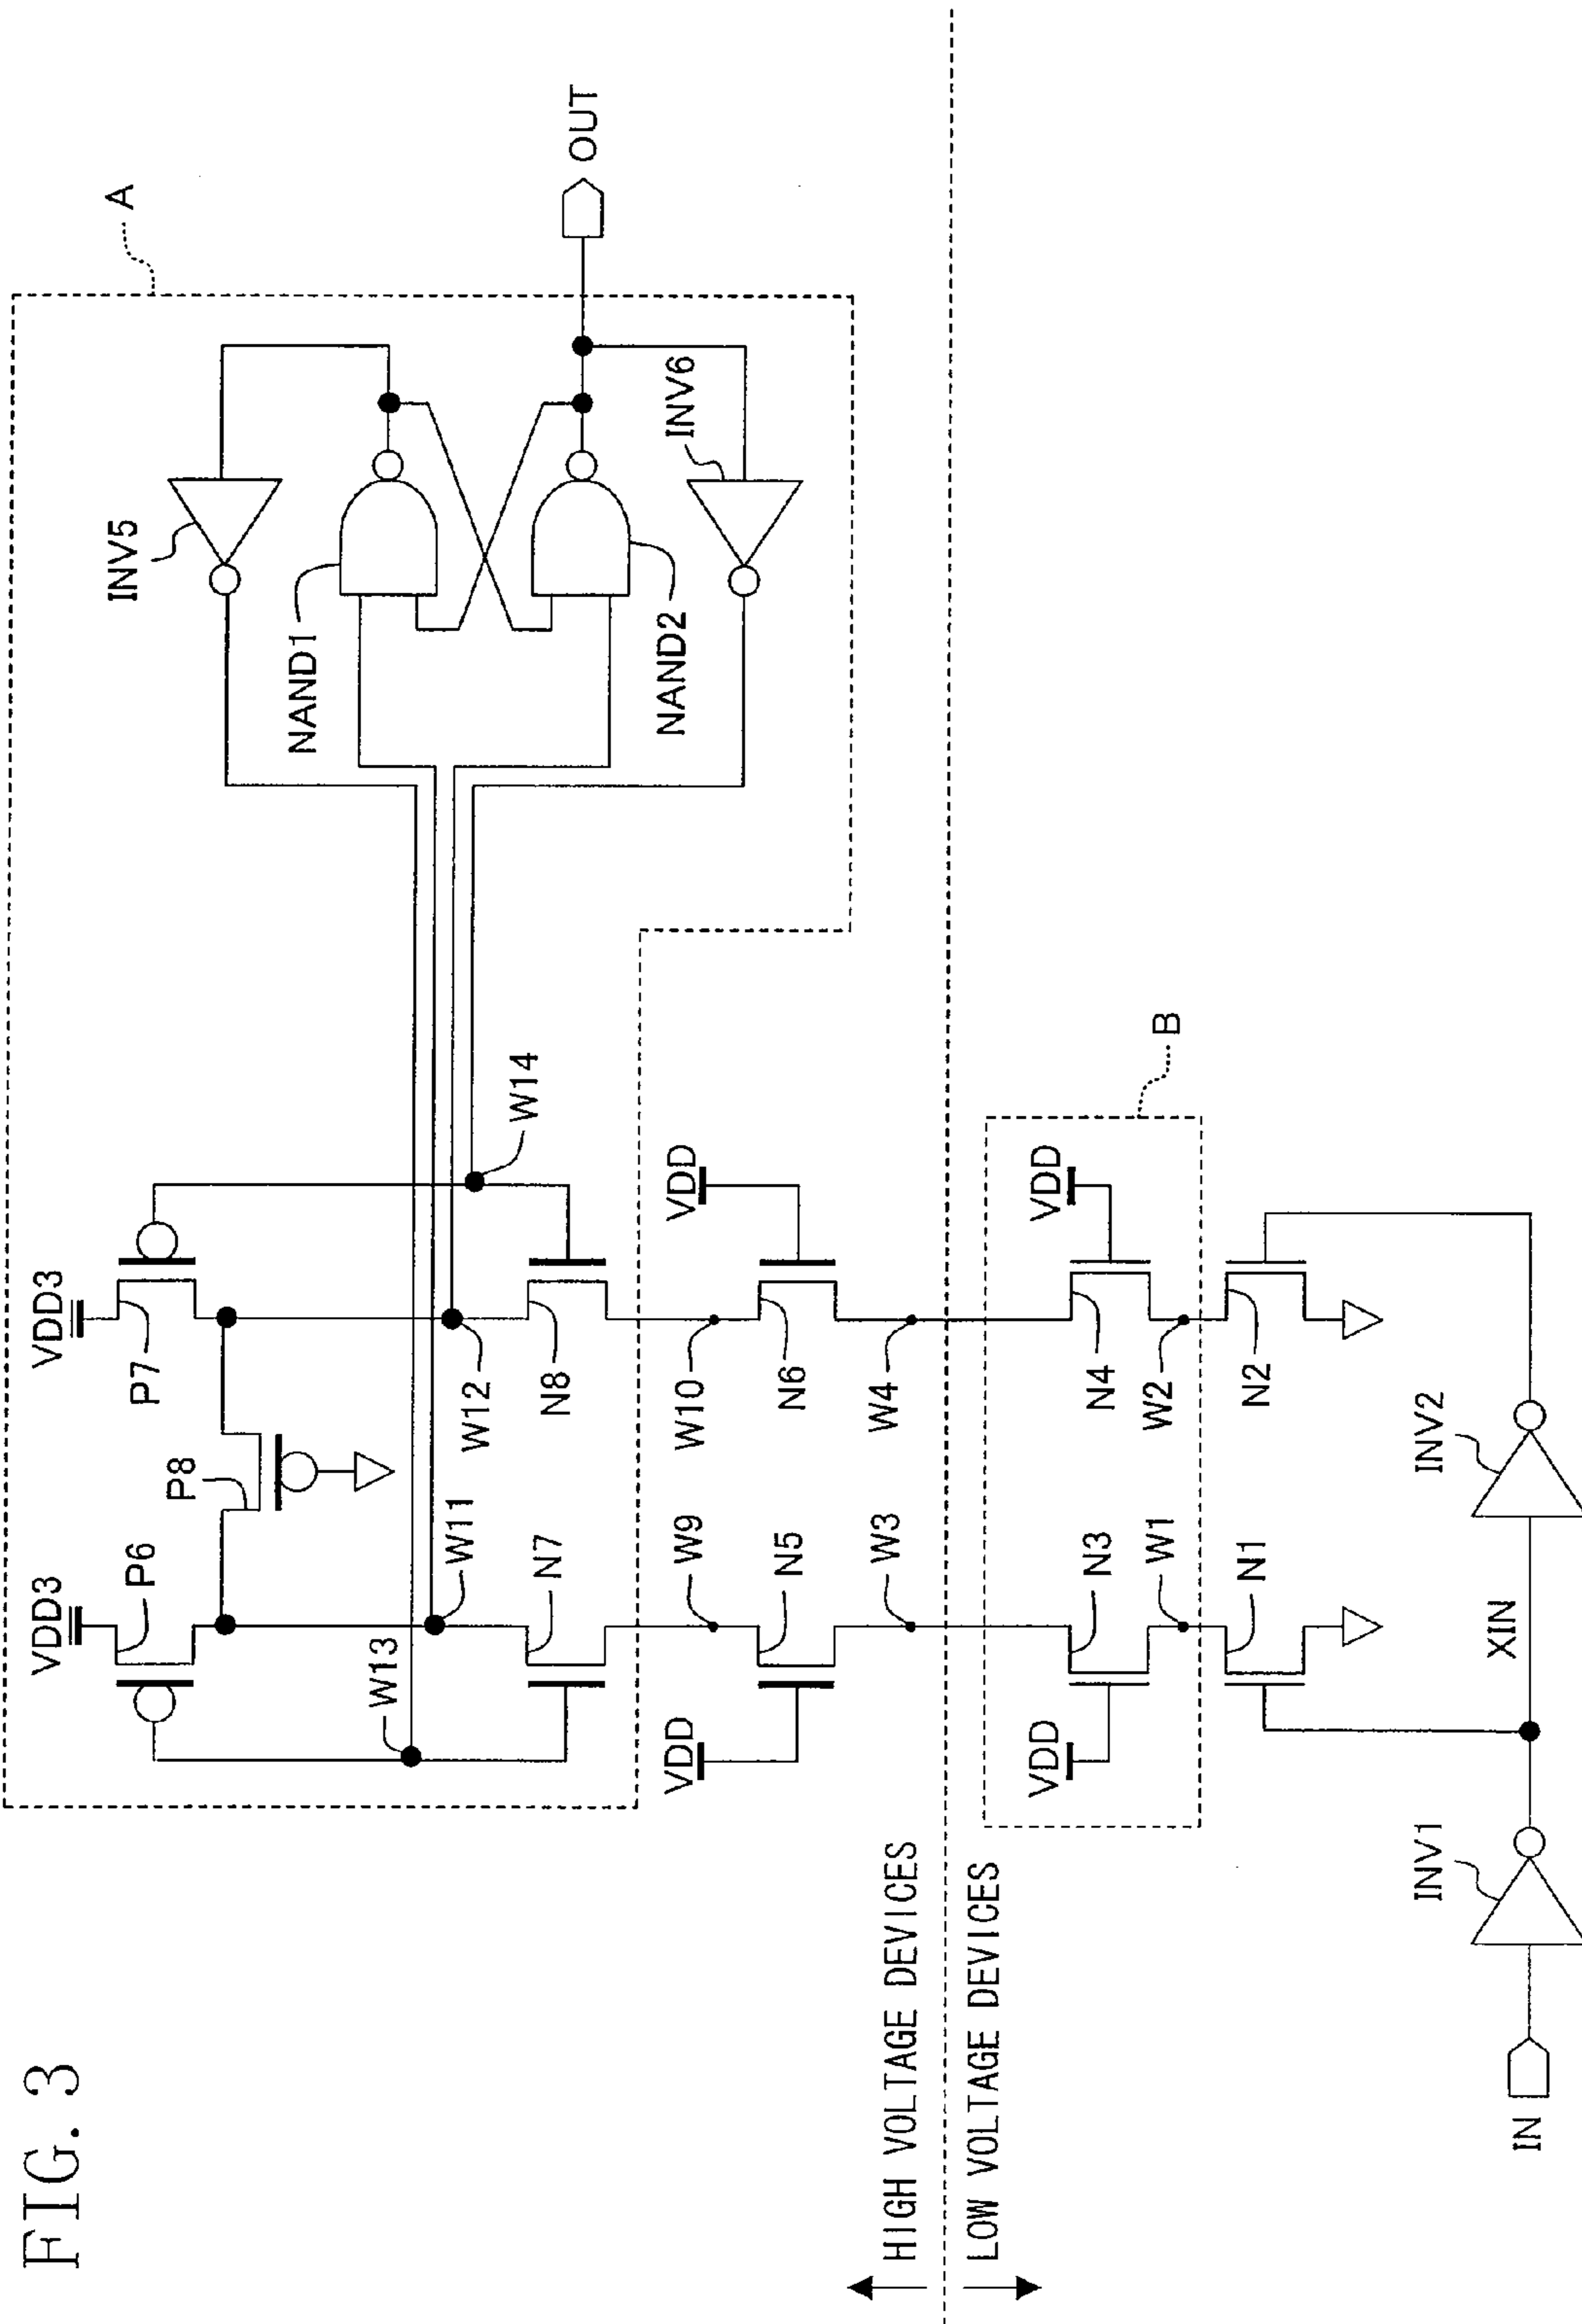 FIG. 3
A
VDD3
VDD3
P6
P7
P8
INV5
NAND1
NAND2
INV6
OUT
W13
W11
W12
W14
N7
N8
W9
W10
VDD
VDD
N5
N6
W3
W4
HIGH VOLTAGE DEVICES
LOW VOLTAGE DEVICES
B
VDD
VDD
N3
N4
W1
W2
N1
N2
IN
INV1
XIN
INV2